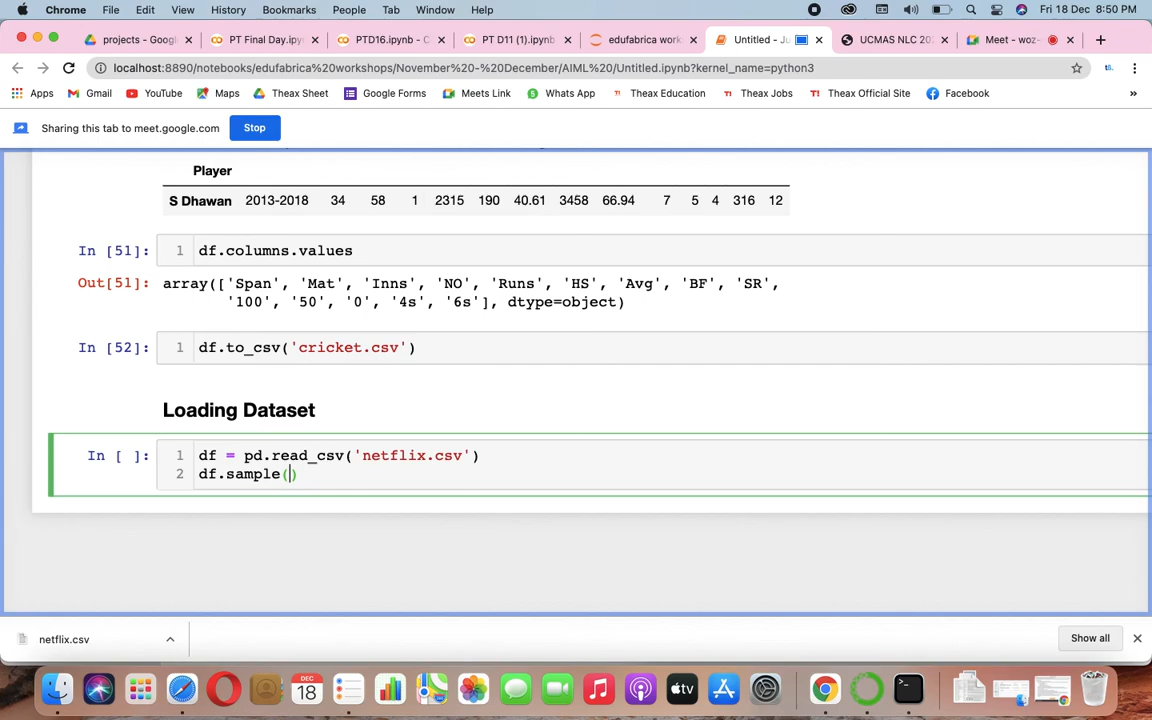 Chrome File Edit View History Bookmarks People Tab Window Help Fri 18 Dec 8:50 PM
projects - Googl PT Final Day.ipy PTD16.ipynb - C PT D11 (1).ipynb edufabrica work Untitled - Ju UCMAS NLC 20 Meet - woz-
localhost:8890/notebooks/edufabrica%20workshops/November%20-%20December/AIML%20/Untitled.ipynb?kernel_name=python3
Apps Gmail YouTube Maps Theax Sheet Google Forms Meets Link Whats App Theax Education Theax Jobs Theax Official Site Facebook »
Sharing this tab to meet.google.com Stop
Player
S Dhawan 2013-2018 34 58 1 2315 190 40.61 3458 66.94 7 5 4 316 12
In [51]: 1 df.columns.values
Out[51]: array(['Span', 'Mat', 'Inns', 'NO', 'Runs', 'HS', 'Avg', 'BF', 'SR',
'100', '50', '0', '4s', '6s'], dtype=object)
In [52]: 1 df.to_csv('cricket.csv')
Loading Dataset
In [ ]: 1 df = pd.read_csv('netflix.csv')
2 df.sample()
netflix.csv Show all
DEC
18
tv